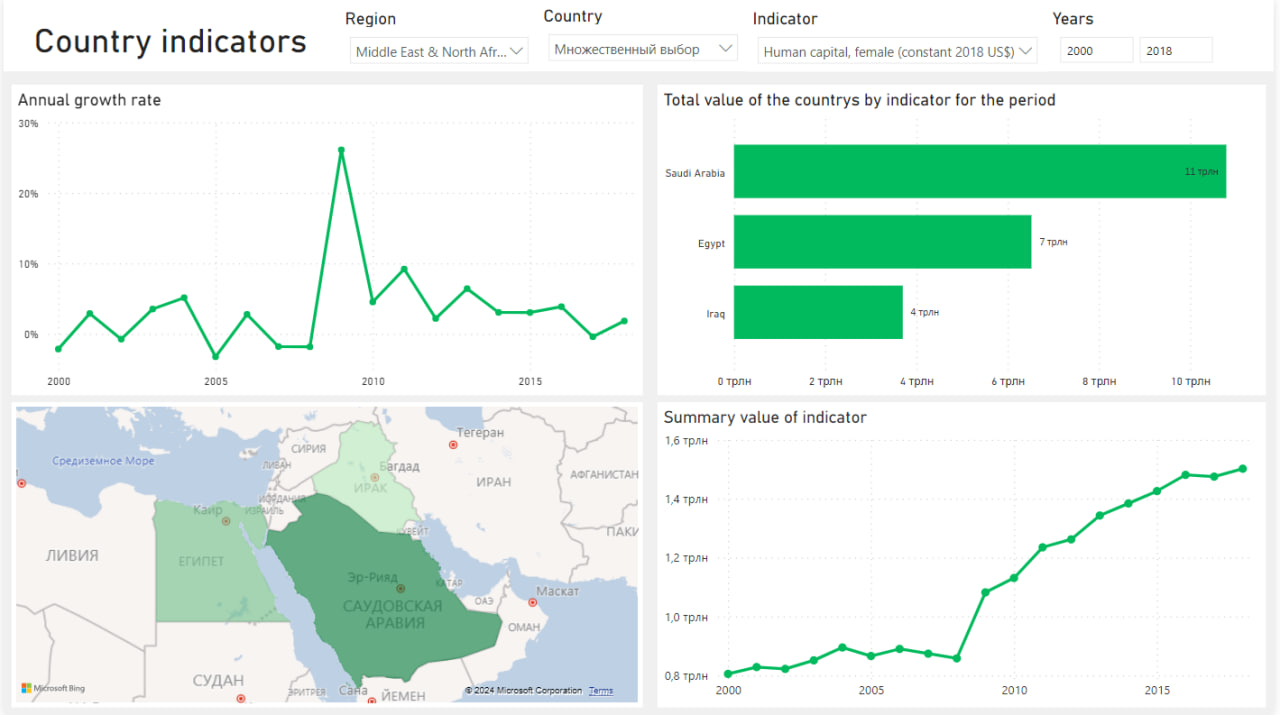 Country indicators
Region
Middle East & North Afr...
Country
Множественный выбор
Indicator
Human capital, female (constant 2018 US$)
Years
2000
2018
Annual growth rate
30%
20%
10%
0%
2000
2005
2010
2015
Total value of the countrys by indicator for the period
Saudi Arabia
11 трлн
Egypt
7 трлн
Iraq
4 трлн
0 трлн
2 трлн
4 трлн
6 трлн
8 трлн
10 трлн
Средиземное Море
СИРИЯ
ЛИВАН
Тегеран
Багдад
ИРАК
ИРАН
АФГАНИСТАН
ИОРДАНИЯ
ИЗРАИЛЬ
Каир
КУВЕЙТ
ПАКИ
ЛИВИЯ
ЕГИПЕТ
Эр-Рияд
КАТАР
САУДОВСКАЯ
АРАВИЯ
ОАЭ
Маскат
ОМАН
СУДАН
ЭРИТРЕЯ
Сана
ЙЕМЕН
Microsoft Bing
© 2024 Microsoft Corporation
Terms
Summary value of indicator
1,6 трлн
1,4 трлн
1,2 трлн
1,0 трлн
0,8 трлн
2000
2005
2010
2015